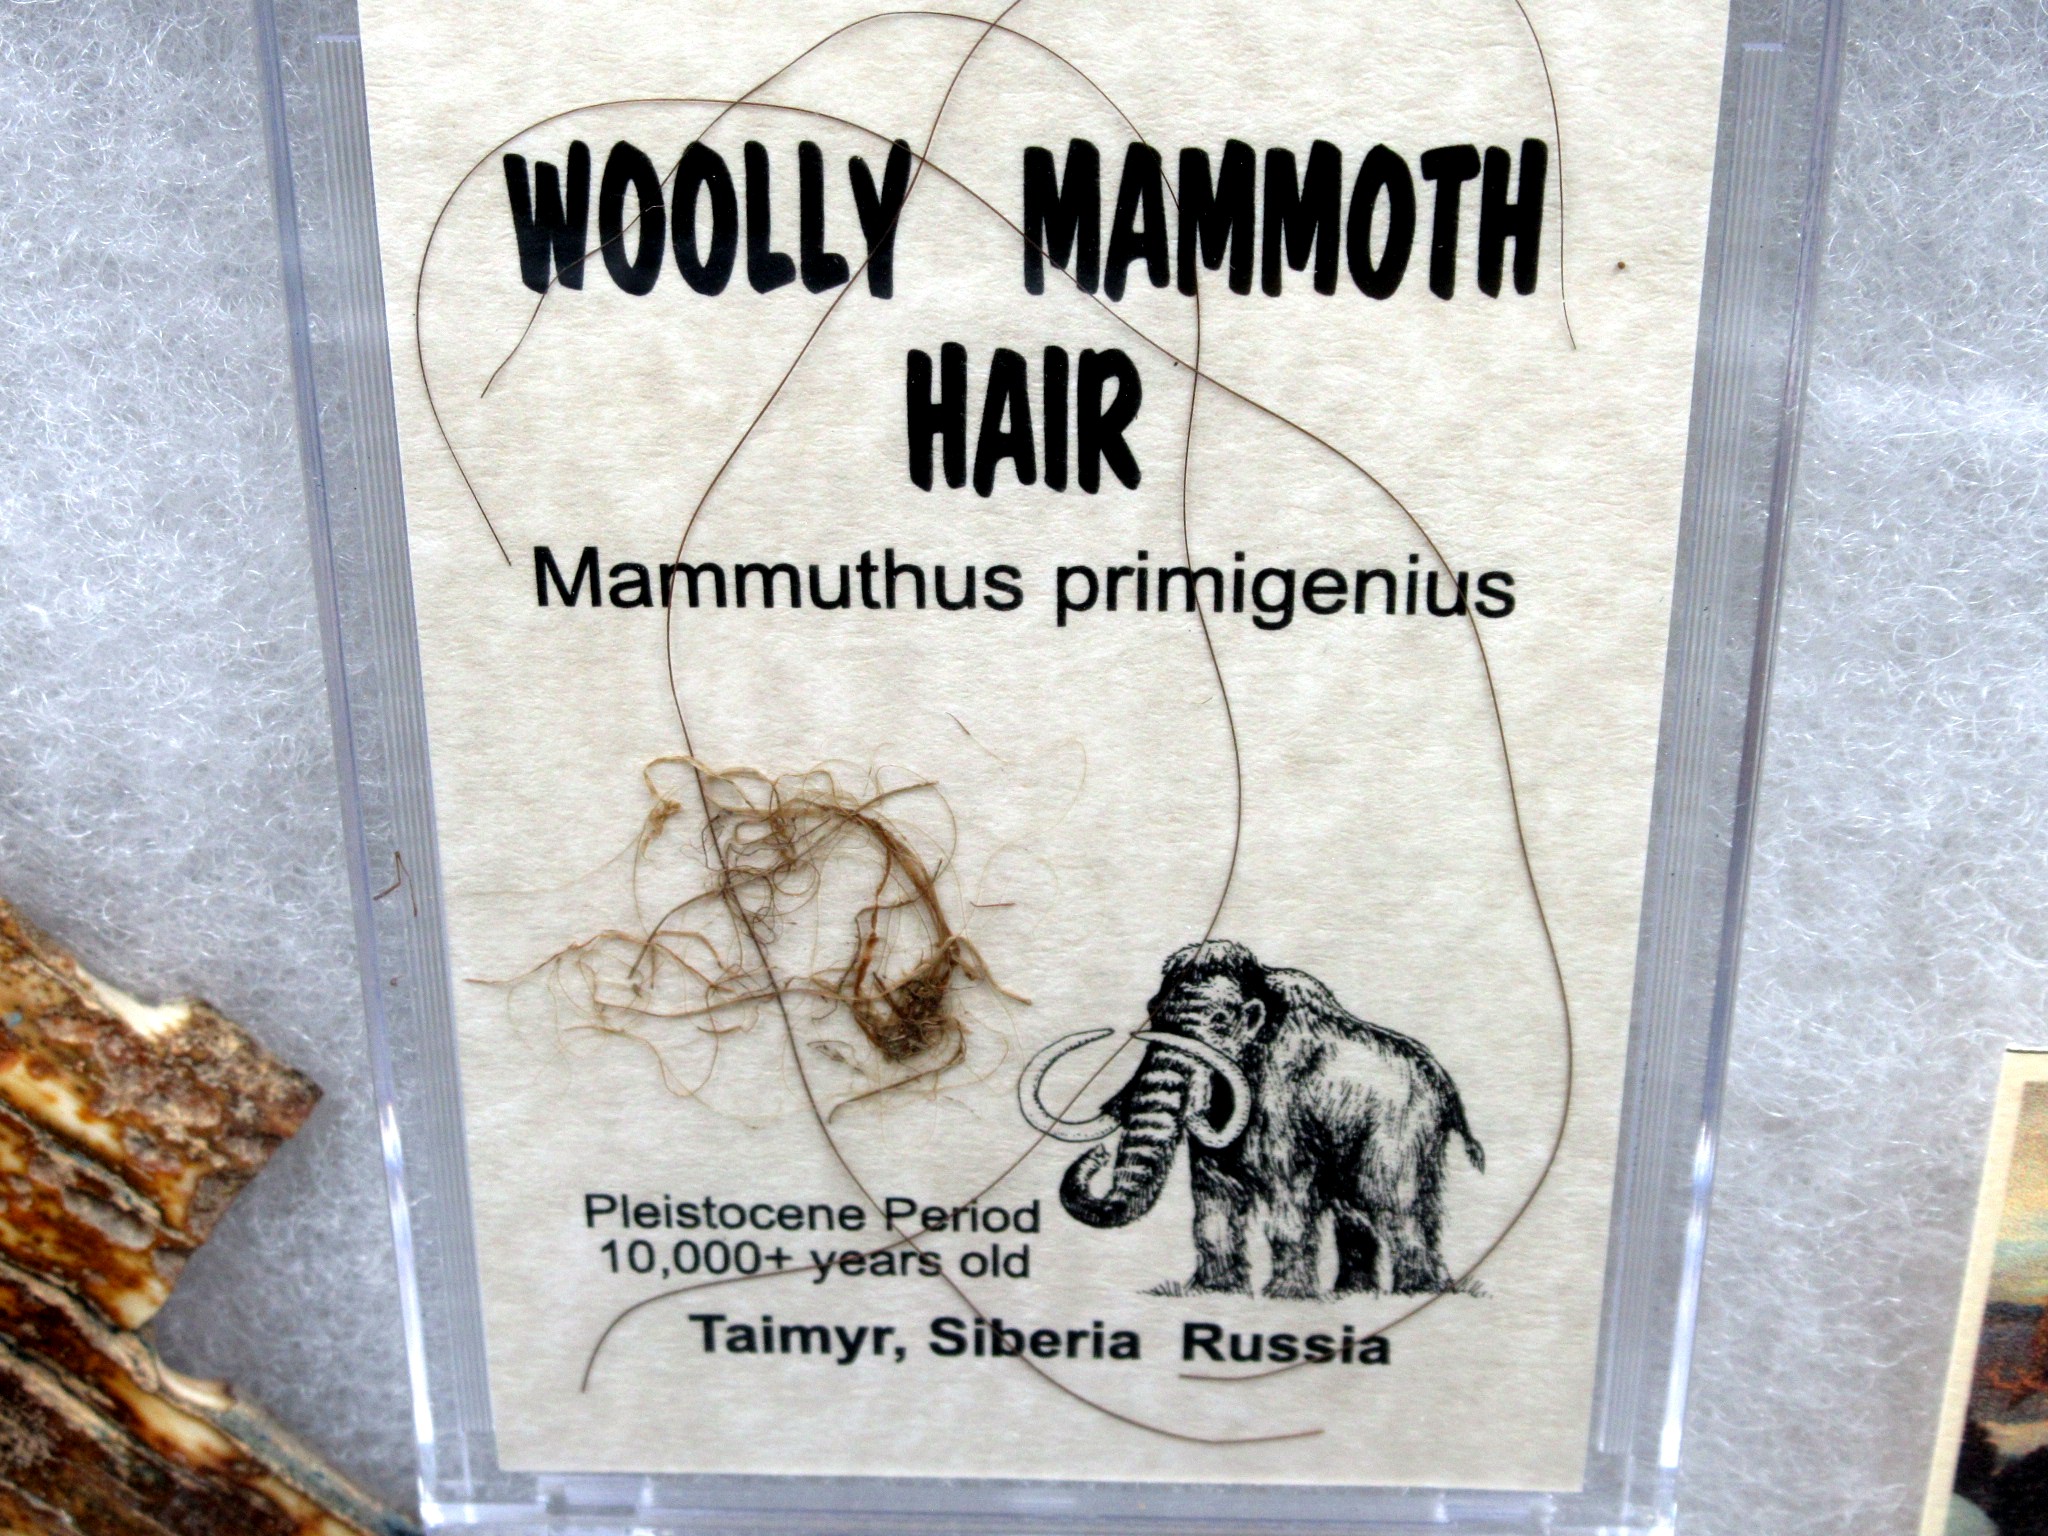 WOOLLY MAMMOTH
HAIR
Mammuthus primigenius
Pleistocene Period
10,000+ years old
Taimyr, Siberia Russia